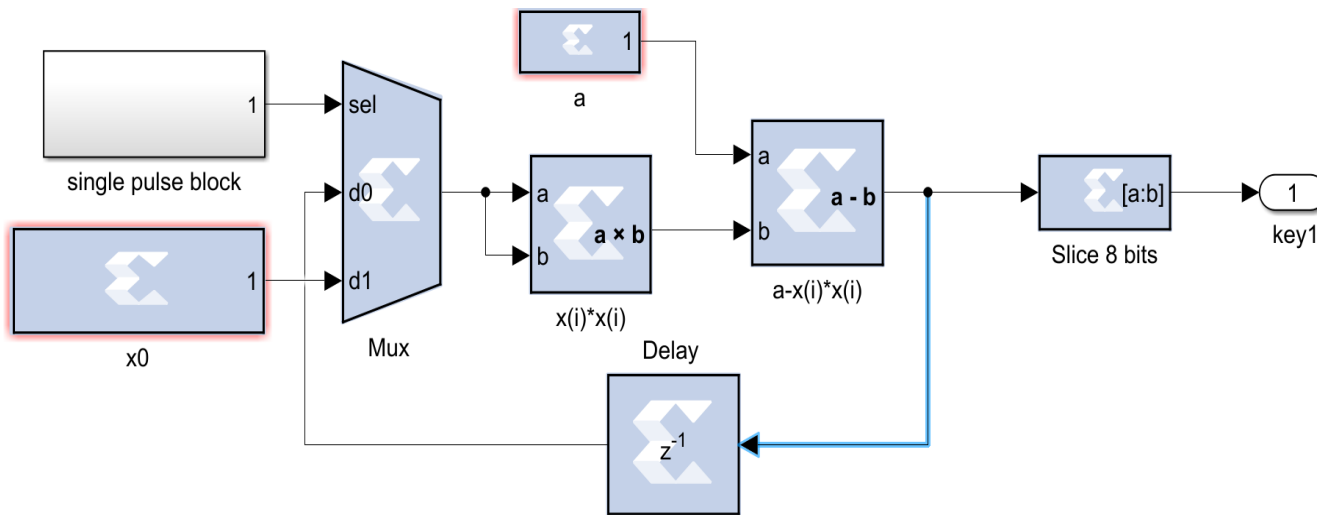 1
a
1
single pulse block
sel
d0
d1
Mux
1
x0
a
b
a × b
x(i)*x(i)
a
b
a - b
a-x(i)*x(i)
[a:b]
Slice 8 bits
1
key1
Delay
z⁻¹